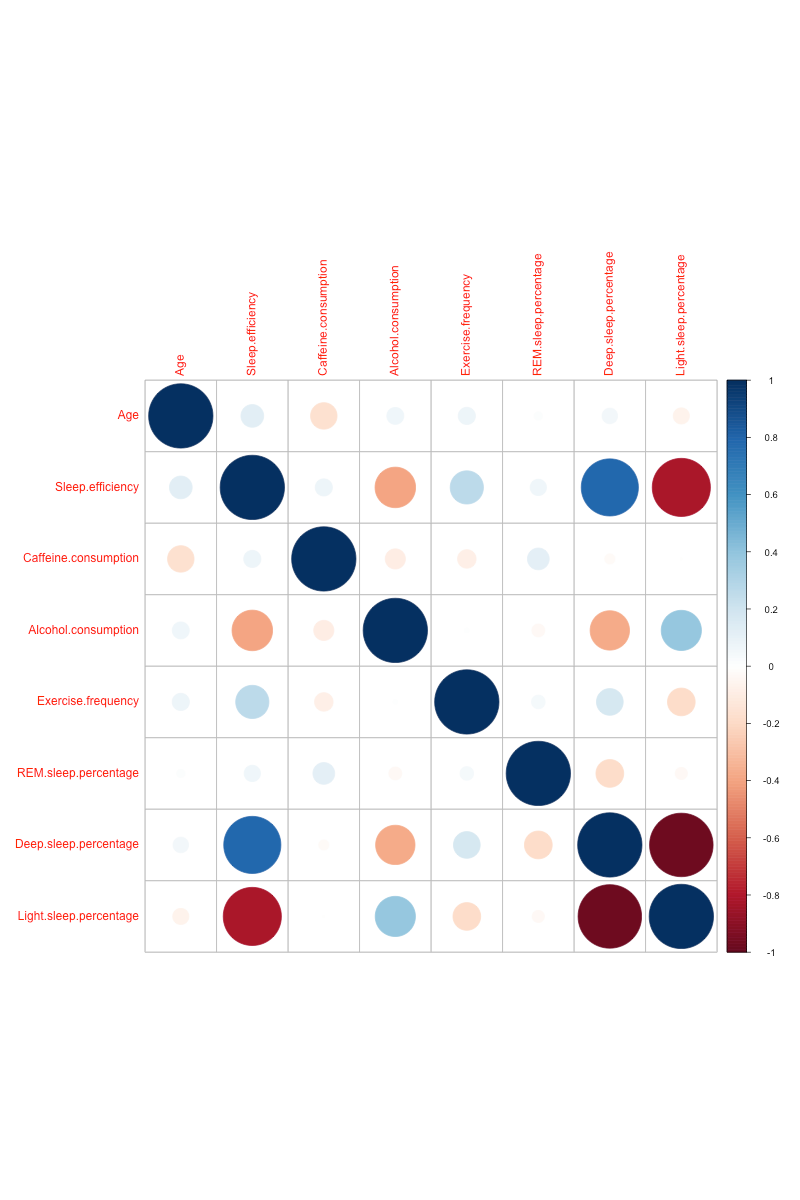 Age
Sleep.efficiency
Caffeine.consumption
Alcohol.consumption
Exercise.frequency
REM.sleep.percentage
Deep.sleep.percentage
Light.sleep.percentage
Age
Sleep.efficiency
Caffeine.consumption
Alcohol.consumption
Exercise.frequency
REM.sleep.percentage
Deep.sleep.percentage
Light.sleep.percentage
1
0.8
0.6
0.4
0.2
0
-0.2
-0.4
-0.6
-0.8
-1